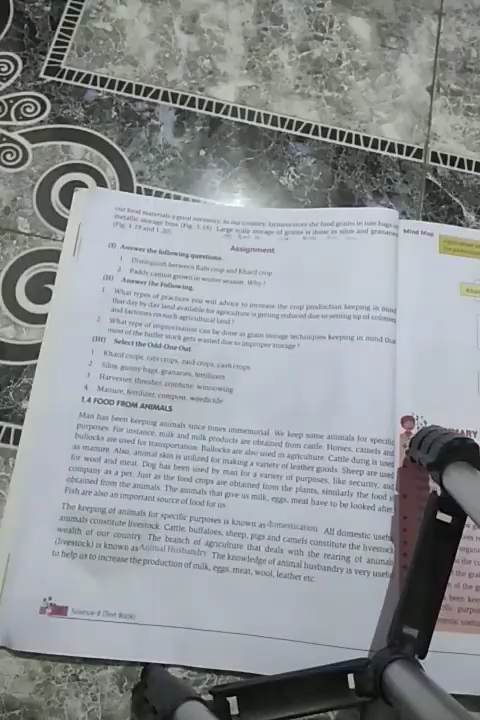 our food materials a great necessity. In our country, farmers store the food grains in jute bags or
metallic storage bins (Fig. 1.18). Large scale storage of grains is done in silos and granaries
(Fig. 1.19 and 1.20).
Assignment
(I) Answer the following questions.
1. Distinguish between Rabi crop and Kharif crop
2. Paddy cannot grown in winter season. Why?
(II) Answer the Following.
1. What types of practices you will advice to increase the crop production keeping in mind
that day by day land available for agriculture is getting reduced due to setting up of colonies
and factories on such agricultural land?
2. What type of improvisation can be done in grain storage techniques keeping in mind that
most of the buffer stock gets wasted due to improper storage?
(III) Select the Odd-One Out
1. Kharif crops, rabi crops, zaid crops, cash crops
2. Silos, gunny bags, granaries, fertilizers
3. Harvester, thresher, combine, winnowing
4. Manure, fertilizer, compost, weedicide
1.4 FOOD FROM ANIMALS
Man has been keeping animals since times immemorial. We keep some animals for specific
purposes. For instance, milk and milk products are obtained from cattle. Horses, camels and
bullocks are used for transportation. Bullocks are also used in agriculture. Cattle dung is used
as manure. Also, animal skin is utilized for making a variety of leather goods. Sheep are used
for wool and meat. Dog has been used by man for a variety of purposes, like security, and
company as a pet. Just as the food crops are obtained from the plants, similarly the food is
obtained from the animals. The animals that give us milk, eggs, meat have to be looked after.
Fish are also an important source of food for us.
The keeping of animals for specific purposes is known as domestication. All domestic useful
animals constitute livestock. Cattle, buffaloes, sheep, pigs and camels constitute the livestock
wealth of our country. The branch of agriculture that deals with the rearing of animals
(livestock) is known as Animal Husbandry. The knowledge of animal husbandry is very useful
to help us to increase the production of milk, eggs, meat, wool, leather etc.
Science-8 (Text Book)
Mind Map